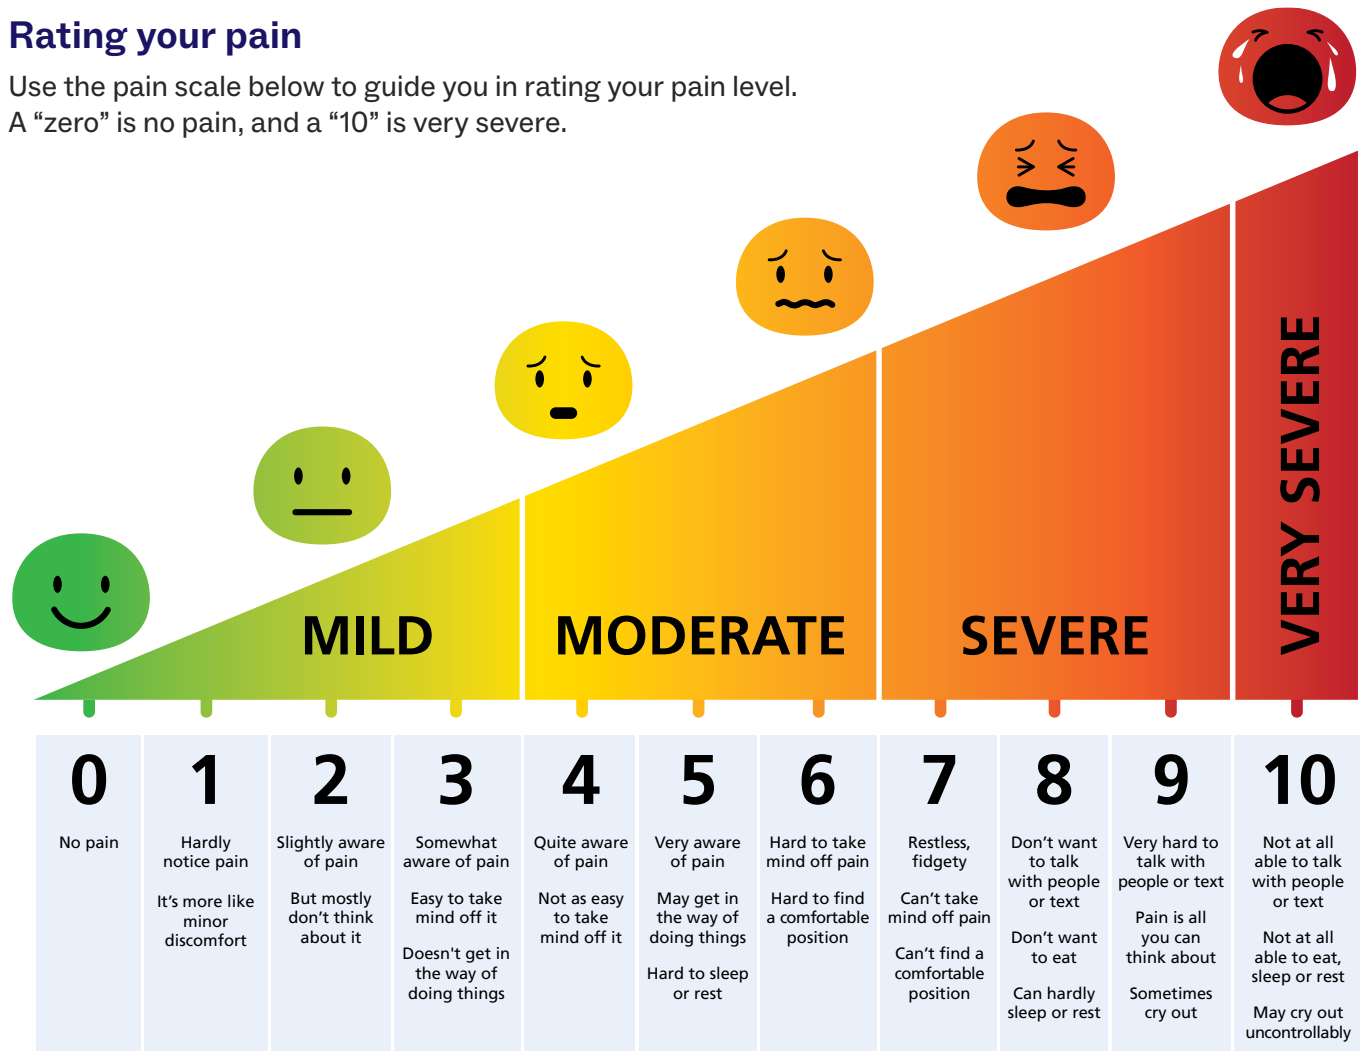 Rating your pain
Use the pain scale below to guide you in rating your pain level.
A “zero” is no pain, and a “10” is very severe.
MILD
MODERATE
SEVERE
VERY SEVERE
0
No pain
1
Hardly
notice pain
It’s more like
minor
discomfort
2
Slightly aware
of pain
But mostly
don’t think
about it
3
Somewhat
aware of pain
Easy to take
mind off it
Doesn't get in
the way of
doing things
4
Quite aware
of pain
Not as easy
to take
mind off it
5
Very aware
of pain
May get in
the way of
doing things
Hard to sleep
or rest
6
Hard to take
mind off pain
Hard to find
a comfortable
position
7
Restless,
fidgety
Can’t take
mind off pain
Can’t find a
comfortable
position
8
Don’t want
to talk
with people
or text
Don’t want
to eat
Can hardly
sleep or rest
9
Very hard to
talk with
people or text
Pain is all
you can
think about
Sometimes
cry out
10
Not at all
able to talk
with people
or text
Not at all
able to eat,
sleep or rest
May cry out
uncontrollably